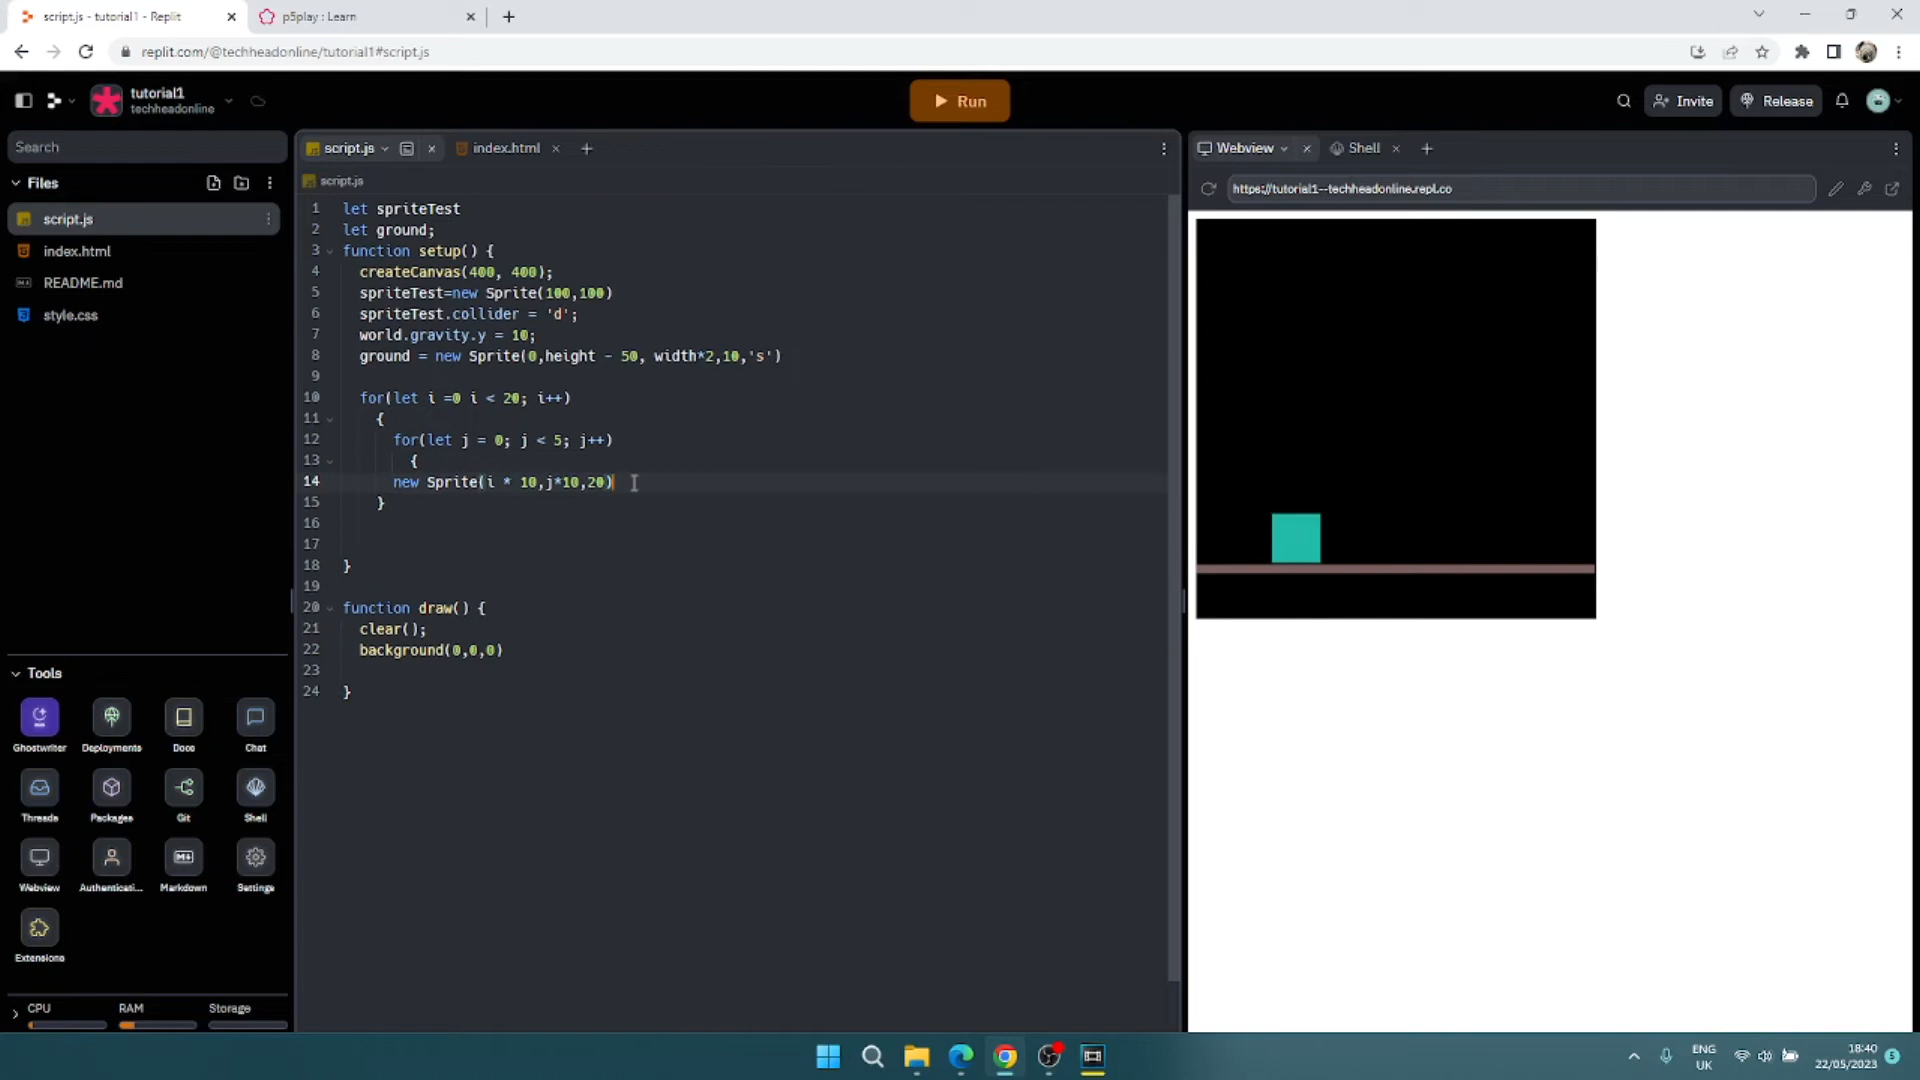 script.js - tutorial1 - Replit
p5play : Learn
replit.com/@techheadonline/tutorial1#script.js
tutorial1
techheadonline
Run
Invite
Release
Search
script.js
index.html
Webview
Shell
Files
script.js
https://tutorial1--techheadonline.repl.co
script.js
index.html
README.md
style.css
1 let spriteTest
2 let ground;
3 function setup() {
4 createCanvas(400, 400);
5 spriteTest=new Sprite(100,100)
6 spriteTest.collider = 'd';
7 world.gravity.y = 10;
8 ground = new Sprite(0,height - 50, width*2,10,'s')
9
10 for(let i =0 i < 20; i++)
11 {
12 for(let j = 0; j < 5; j++)
13 {
14 new Sprite(i * 10,j*10,20)
15 }
16
17
18 }
19
20 function draw() {
21 clear();
22 background(0,0,0)
23
24 }
Tools
Ghostwriter
Deployments
Docs
Chat
Threads
Packages
Git
Shell
Webview
Authenticati...
Markdown
Settings
Extensions
CPU
RAM
Storage
ENG
UK
18:40
22/05/2023
5